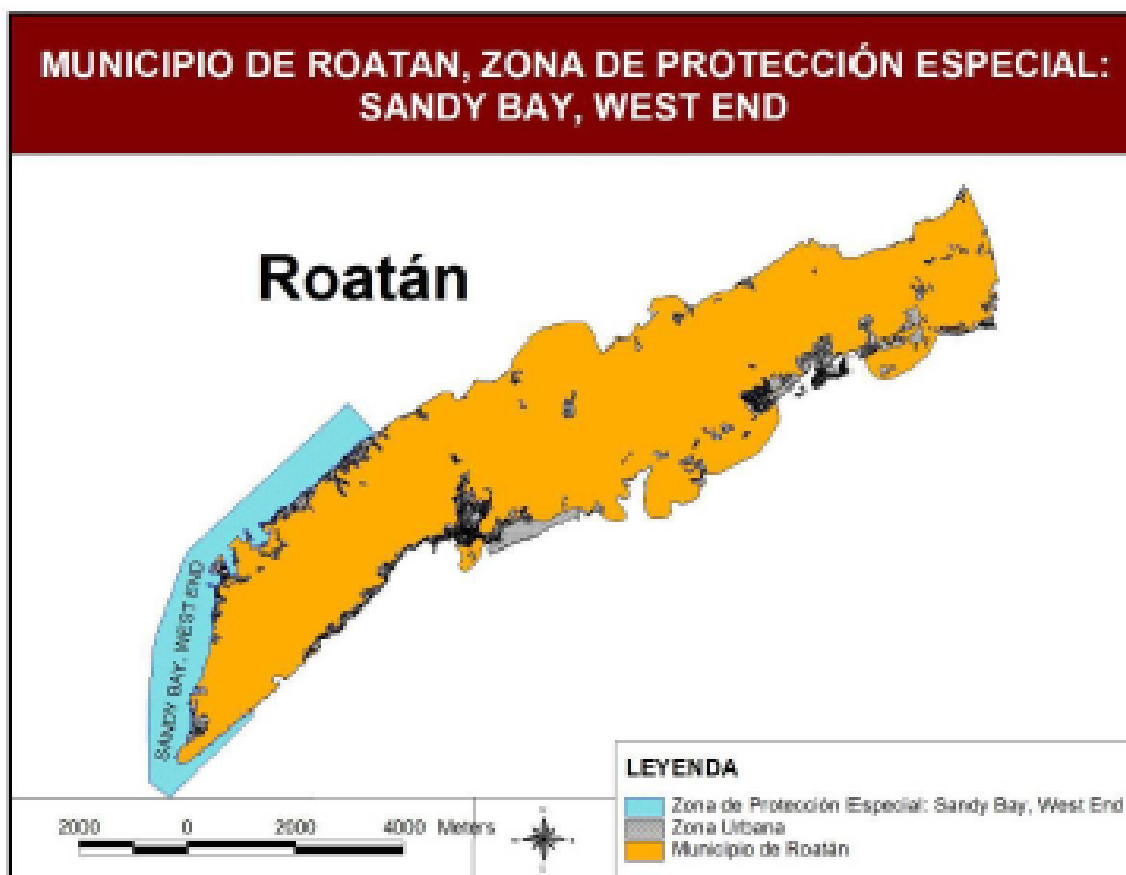 MUNICIPIO DE ROATAN, ZONA DE PROTECCIÓN ESPECIAL:
SANDY BAY, WEST END
Roatán
SANDY BAY, WEST END
LEYENDA
Zona de Protección Especial: Sandy Bay, West End
Zona Urbana
Municipio de Roatán
2000 0 2000 4000 Meters